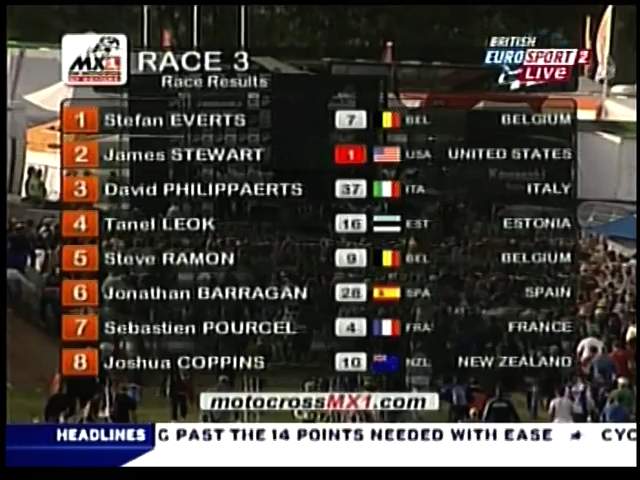 MX1
RACE 3
Race Results
BRITISH
EUROSPORT 2
LIVE
1 Stefan EVERTS 7 BEL BELGIUM
2 James STEWART 1 USA UNITED STATES
3 David PHILIPPAERTS 37 ITA ITALY
4 Tanel LEOK 16 EST ESTONIA
5 Steve RAMON 9 BEL BELGIUM
6 Jonathan BARRAGAN 28 SPA SPAIN
7 Sebastien POURCEL 4 FRA FRANCE
8 Joshua COPPINS 10 NZL NEW ZEALAND
motocrossMX1.com
HEADLINES G PAST THE 14 POINTS NEEDED WITH EASE CYC